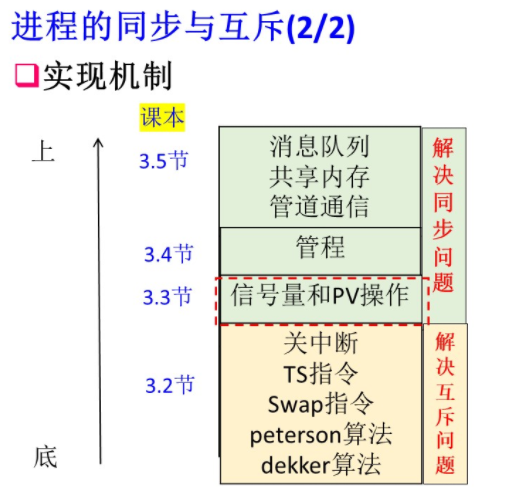 进程的同步与互斥(2/2)
实现机制
课本
上
3.5节
消息队列
共享内存
管道通信
3.4节
管程
3.3节
信号量和PV操作
解决同步问题
3.2节
关中断
TS指令
Swap指令
peterson算法
dekker算法
解决互斥问题
底